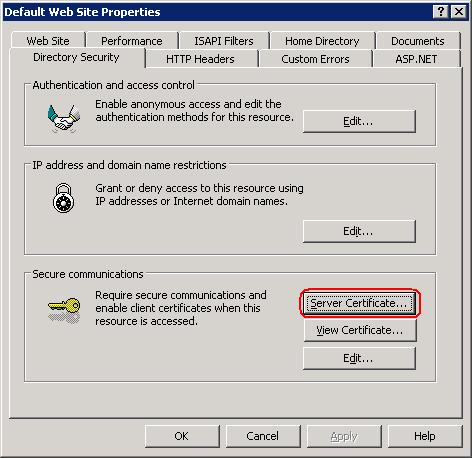 Default Web Site Properties
Web Site Performance ISAPI Filters Home Directory Documents
Directory Security HTTP Headers Custom Errors ASP.NET
Authentication and access control
Enable anonymous access and edit the
authentication methods for this resource.
Edit...
IP address and domain name restrictions
Grant or deny access to this resource using
IP addresses or Internet domain names.
Edit...
Secure communications
Require secure communications and
enable client certificates when this
resource is accessed.
Server Certificate...
View Certificate...
Edit...
OK Cancel Apply Help